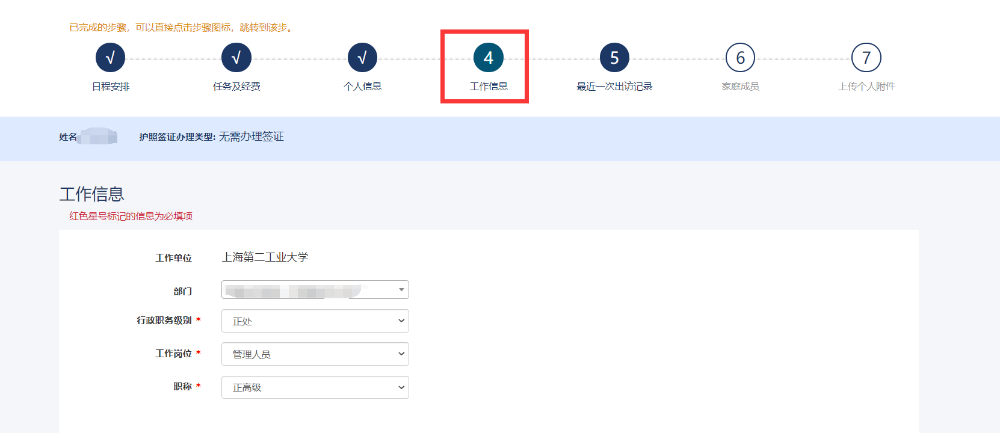 已完成的步骤，可以直接点击步骤图标，跳转到该步。
√ √ √ 4 5 6 7
日程安排 任务及经费 个人信息 工作信息 最近一次出访记录 家庭成员 上传个人附件
姓名 护照签证办理类型: 无需办理签证
工作信息
红色星号标记的信息为必填项
工作单位 上海第二工业大学
部门
行政职务级别 * 正处
工作岗位 * 管理人员
职称 * 正高级